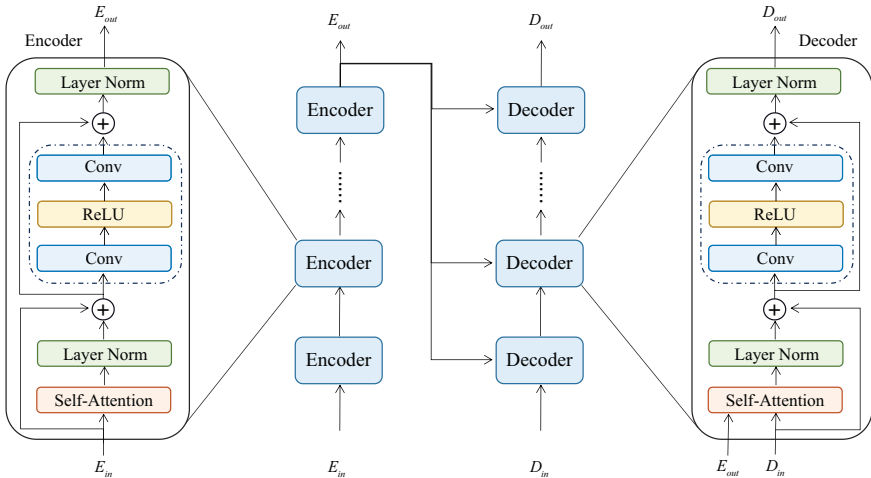 E_out
E_out
D_out
D_out
Encoder
Decoder
Layer Norm
Encoder
Decoder
Layer Norm
+
+
Conv
Conv
ReLU
ReLU
Conv
Encoder
Decoder
Conv
+
+
Layer Norm
Encoder
Decoder
Layer Norm
Self-Attention
Self-Attention
E_in
E_in
D_in
E_out
D_in